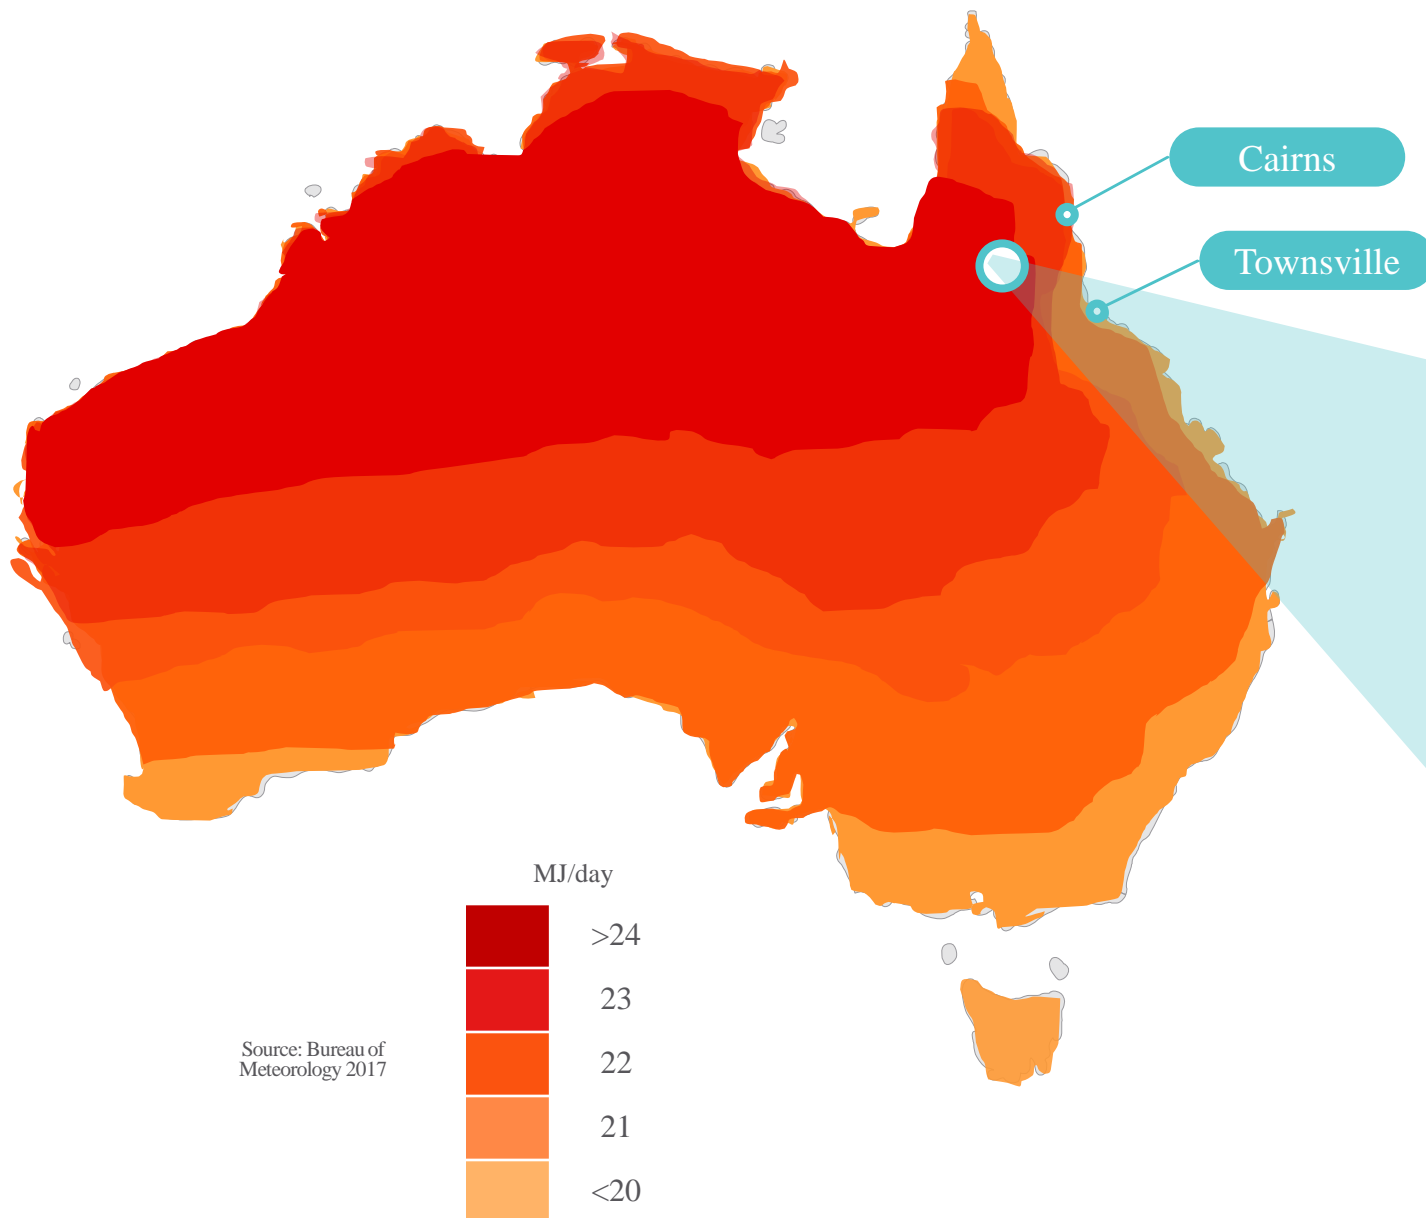 Cairns
Townsville
MJ/day
>24
23
22
21
<20
Source: Bureau of
Meteorology 2017